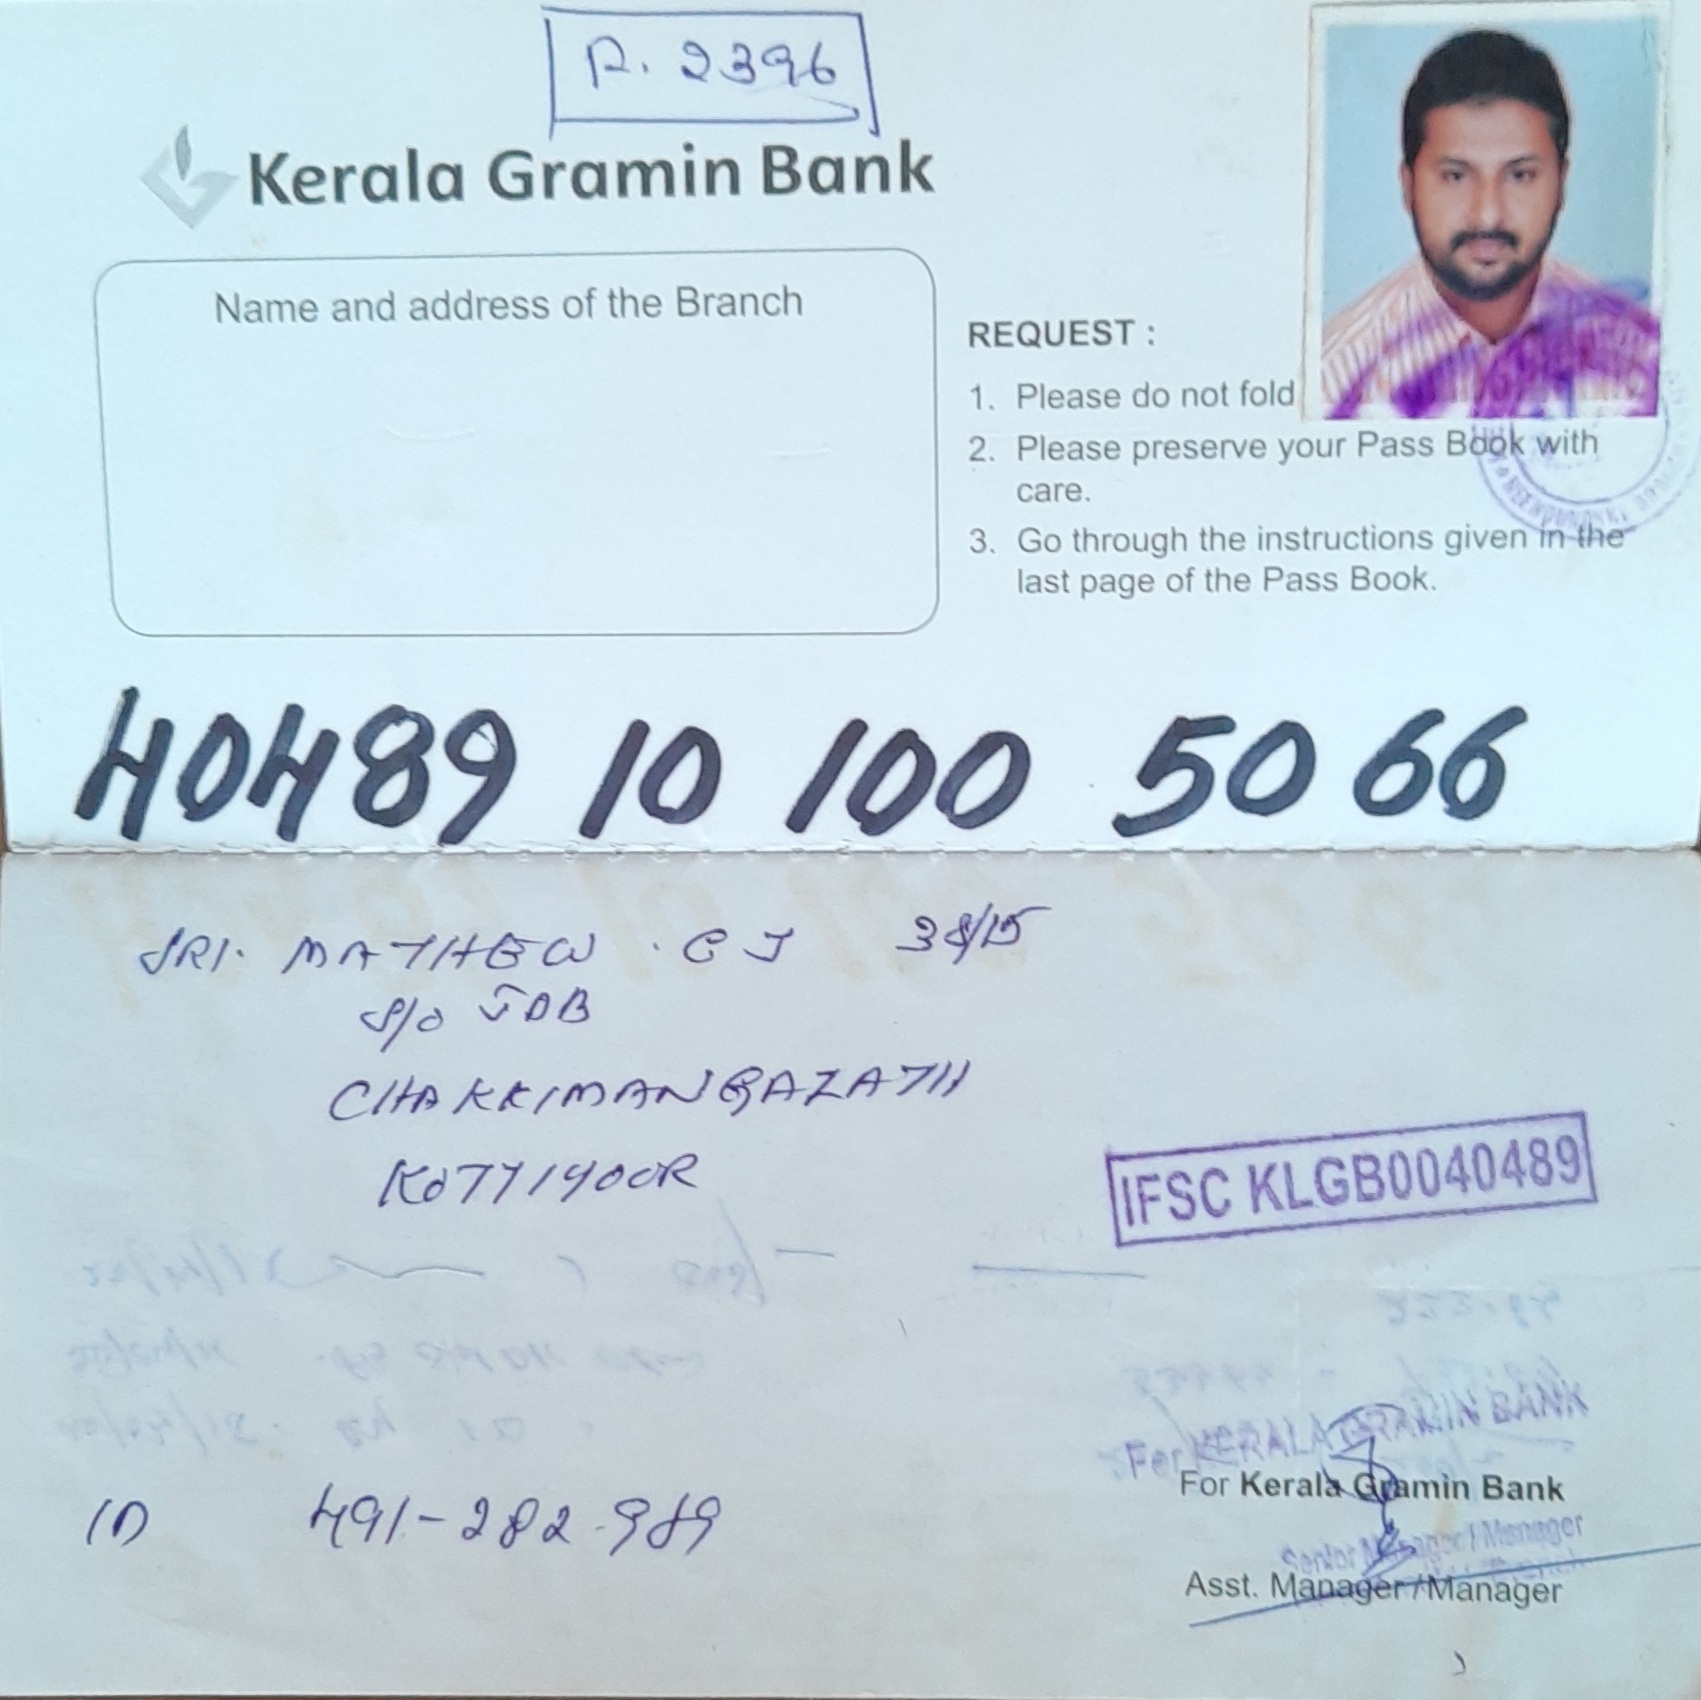 R. 2396
Kerala Gramin Bank
Name and address of the Branch
REQUEST :
1. Please do not fold
2. Please preserve your Pass Book with
care.
3. Go through the instructions given in the
last page of the Pass Book.
40489 10 100 50 66
SRI. MATHEW . C J 38/15
S/O JOB
CHAKKIMANGALATH
KOTTIYOOR
IFSC KLGB0040489
For KERALA GRAMIN BANK
For Kerala Gramin Bank
ID 491-282-989
Senior Manager / Manager
Asst. Manager / Manager